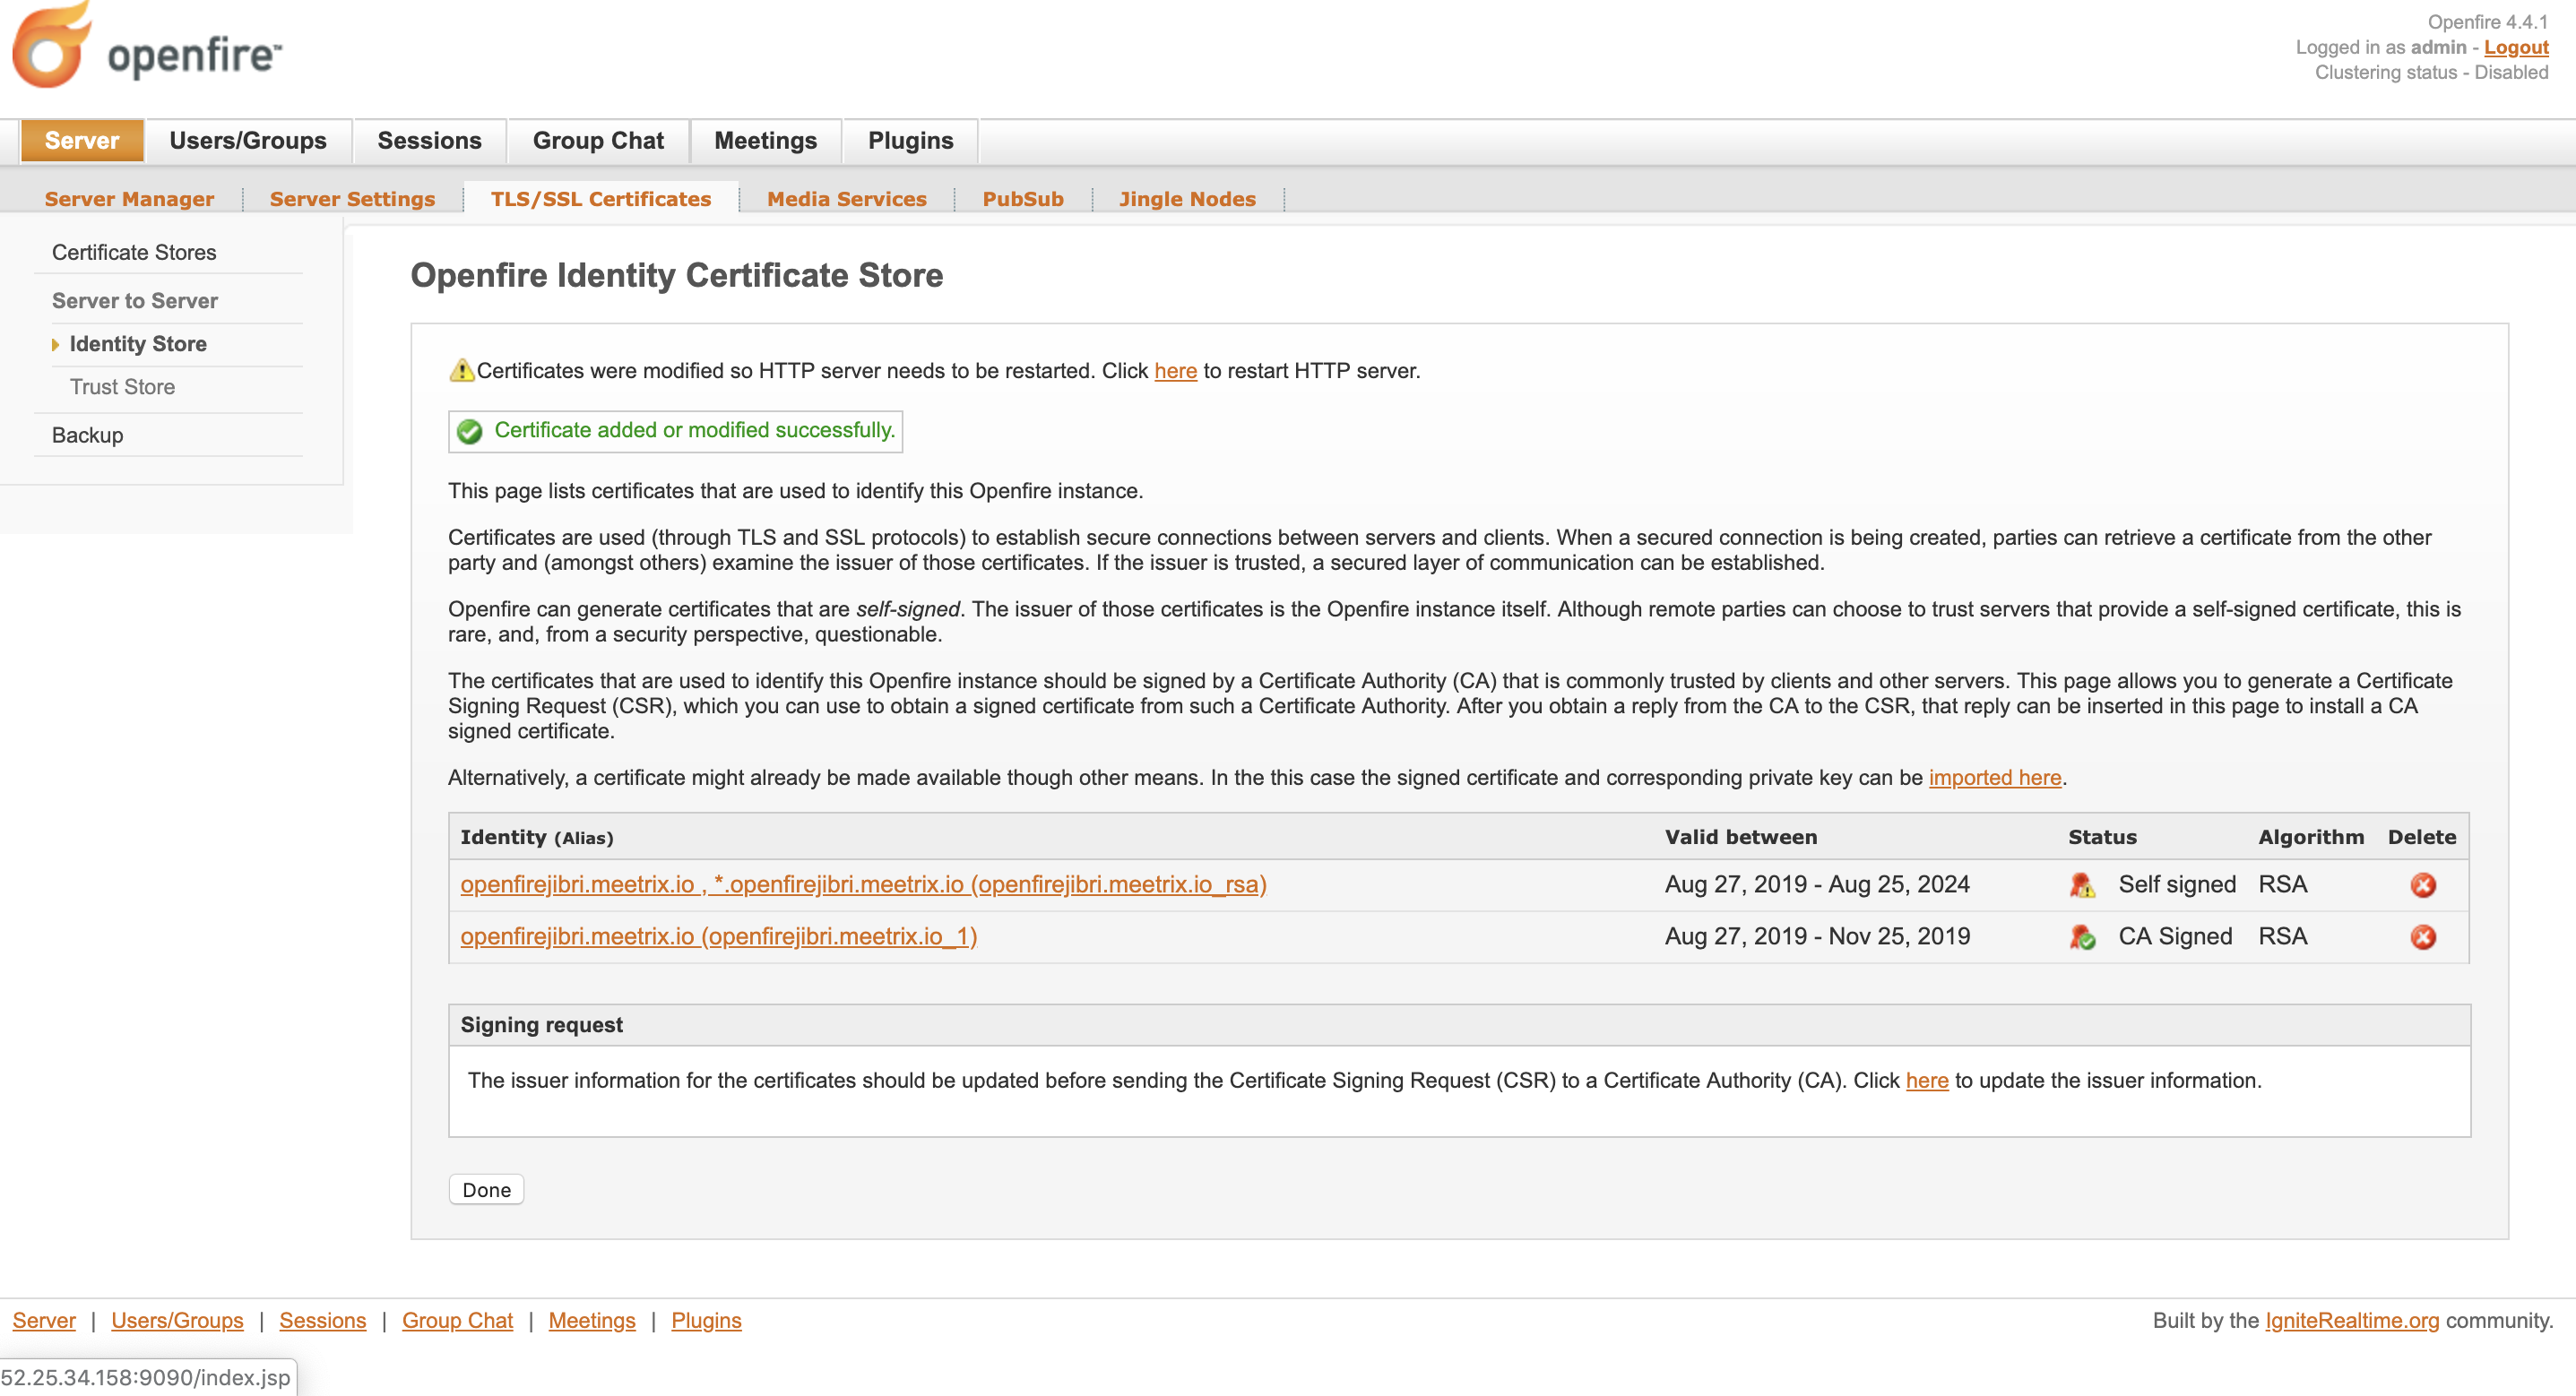 openfire™
Openfire 4.4.1
Logged in as admin - Logout
Clustering status - Disabled
Server Users/Groups Sessions Group Chat Meetings Plugins
Server Manager Server Settings TLS/SSL Certificates Media Services PubSub Jingle Nodes
Certificate Stores
Server to Server
Identity Store
Trust Store
Backup
Openfire Identity Certificate Store
Certificates were modified so HTTP server needs to be restarted. Click here to restart HTTP server.
Certificate added or modified successfully.
This page lists certificates that are used to identify this Openfire instance.
Certificates are used (through TLS and SSL protocols) to establish secure connections between servers and clients. When a secured connection is being created, parties can retrieve a certificate from the other
party and (amongst others) examine the issuer of those certificates. If the issuer is trusted, a secured layer of communication can be established.
Openfire can generate certificates that are self-signed. The issuer of those certificates is the Openfire instance itself. Although remote parties can choose to trust servers that provide a self-signed certificate, this is
rare, and, from a security perspective, questionable.
The certificates that are used to identify this Openfire instance should be signed by a Certificate Authority (CA) that is commonly trusted by clients and other servers. This page allows you to generate a Certificate
Signing Request (CSR), which you can use to obtain a signed certificate from such a Certificate Authority. After you obtain a reply from the CA to the CSR, that reply can be inserted in this page to install a CA
signed certificate.
Alternatively, a certificate might already be made available though other means. In the this case the signed certificate and corresponding private key can be imported here.
Identity (Alias) Valid between Status Algorithm Delete
openfirejibri.meetrix.io , *.openfirejibri.meetrix.io (openfirejibri.meetrix.io_rsa) Aug 27, 2019 - Aug 25, 2024 Self signed RSA
openfirejibri.meetrix.io (openfirejibri.meetrix.io_1) Aug 27, 2019 - Nov 25, 2019 CA Signed RSA
Signing request
The issuer information for the certificates should be updated before sending the Certificate Signing Request (CSR) to a Certificate Authority (CA). Click here to update the issuer information.
Done
Server | Users/Groups | Sessions | Group Chat | Meetings | Plugins
Built by the IgniteRealtime.org community.
52.25.34.158:9090/index.jsp